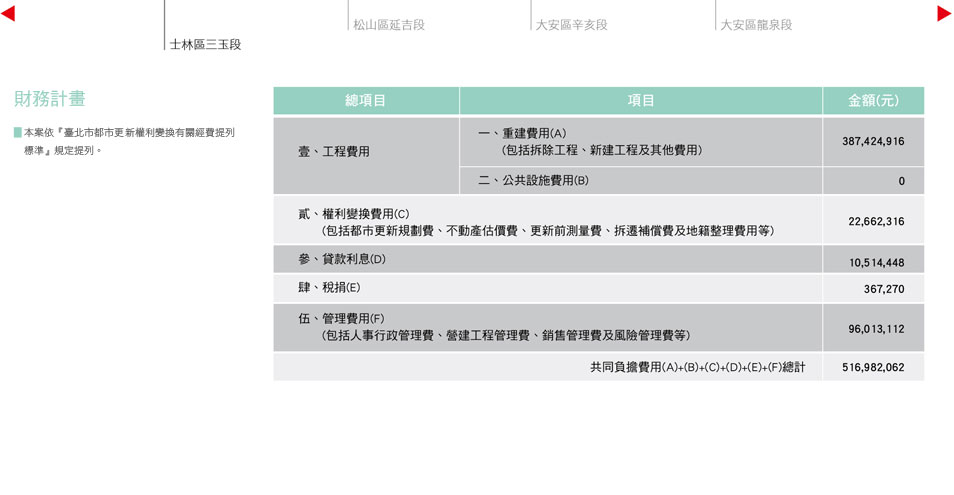 松山區延吉段
大安區辛亥段
大安區龍泉段
士林區三玉段
財務計畫
本案依『臺北市都市更新權利變換有關經費提列
標準』規定提列。
總項目 項目 金額(元)
壹、工程費用
一、重建費用(A)
(包括拆除工程、新建工程及其他費用)
387,424,916
二、公共設施費用(B) 0
貳、權利變換費用(C)
(包括都市更新規劃費、不動產估價費、更新前測量費、拆遷補償費及地籍整理費用等)
22,662,316
參、貸款利息(D) 10,514,448
肆、稅捐(E) 367,270
伍、管理費用(F)
(包括人事行政管理費、營建工程管理費、銷售管理費及風險管理費等)
96,013,112
共同負擔費用(A)+(B)+(C)+(D)+(E)+(F)總計 516,982,062